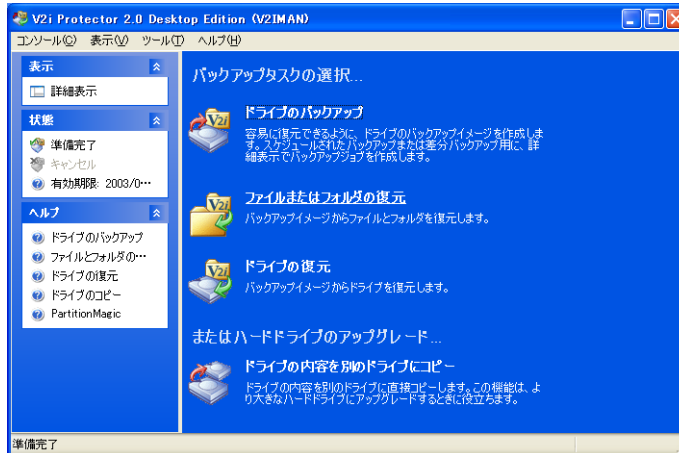 V2i Protector 2.0 Desktop Edition (V2IMAN)
コンソール(C) 表示(V) ツール(T) ヘルプ(H)
表示
詳細表示
状態
準備完了
キャンセル
有効期限: 2003/0…
ヘルプ
ドライブのバックアップ
ファイルとフォルダの…
ドライブの復元
ドライブのコピー
PartitionMagic
バックアップタスクの選択...
V2i
ドライブのバックアップ
容易に復元できるように、ドライブのバックアップイメージを作成しま
す。スケジュールされたバックアップまたは差分バックアップ用に、詳
細表示でバックアップジョブを作成します。
V2i
ファイルまたはフォルダの復元
バックアップイメージからファイルとフォルダを復元します。
V2i
ドライブの復元
バックアップイメージからドライブを復元します。
またはハードドライブのアップグレード...
ドライブの内容を別のドライブにコピー
ドライブの内容を別のドライブに直接コピーします。この機能は、よ
り大きなハードドライブにアップグレードするときに役立ちます。
準備完了